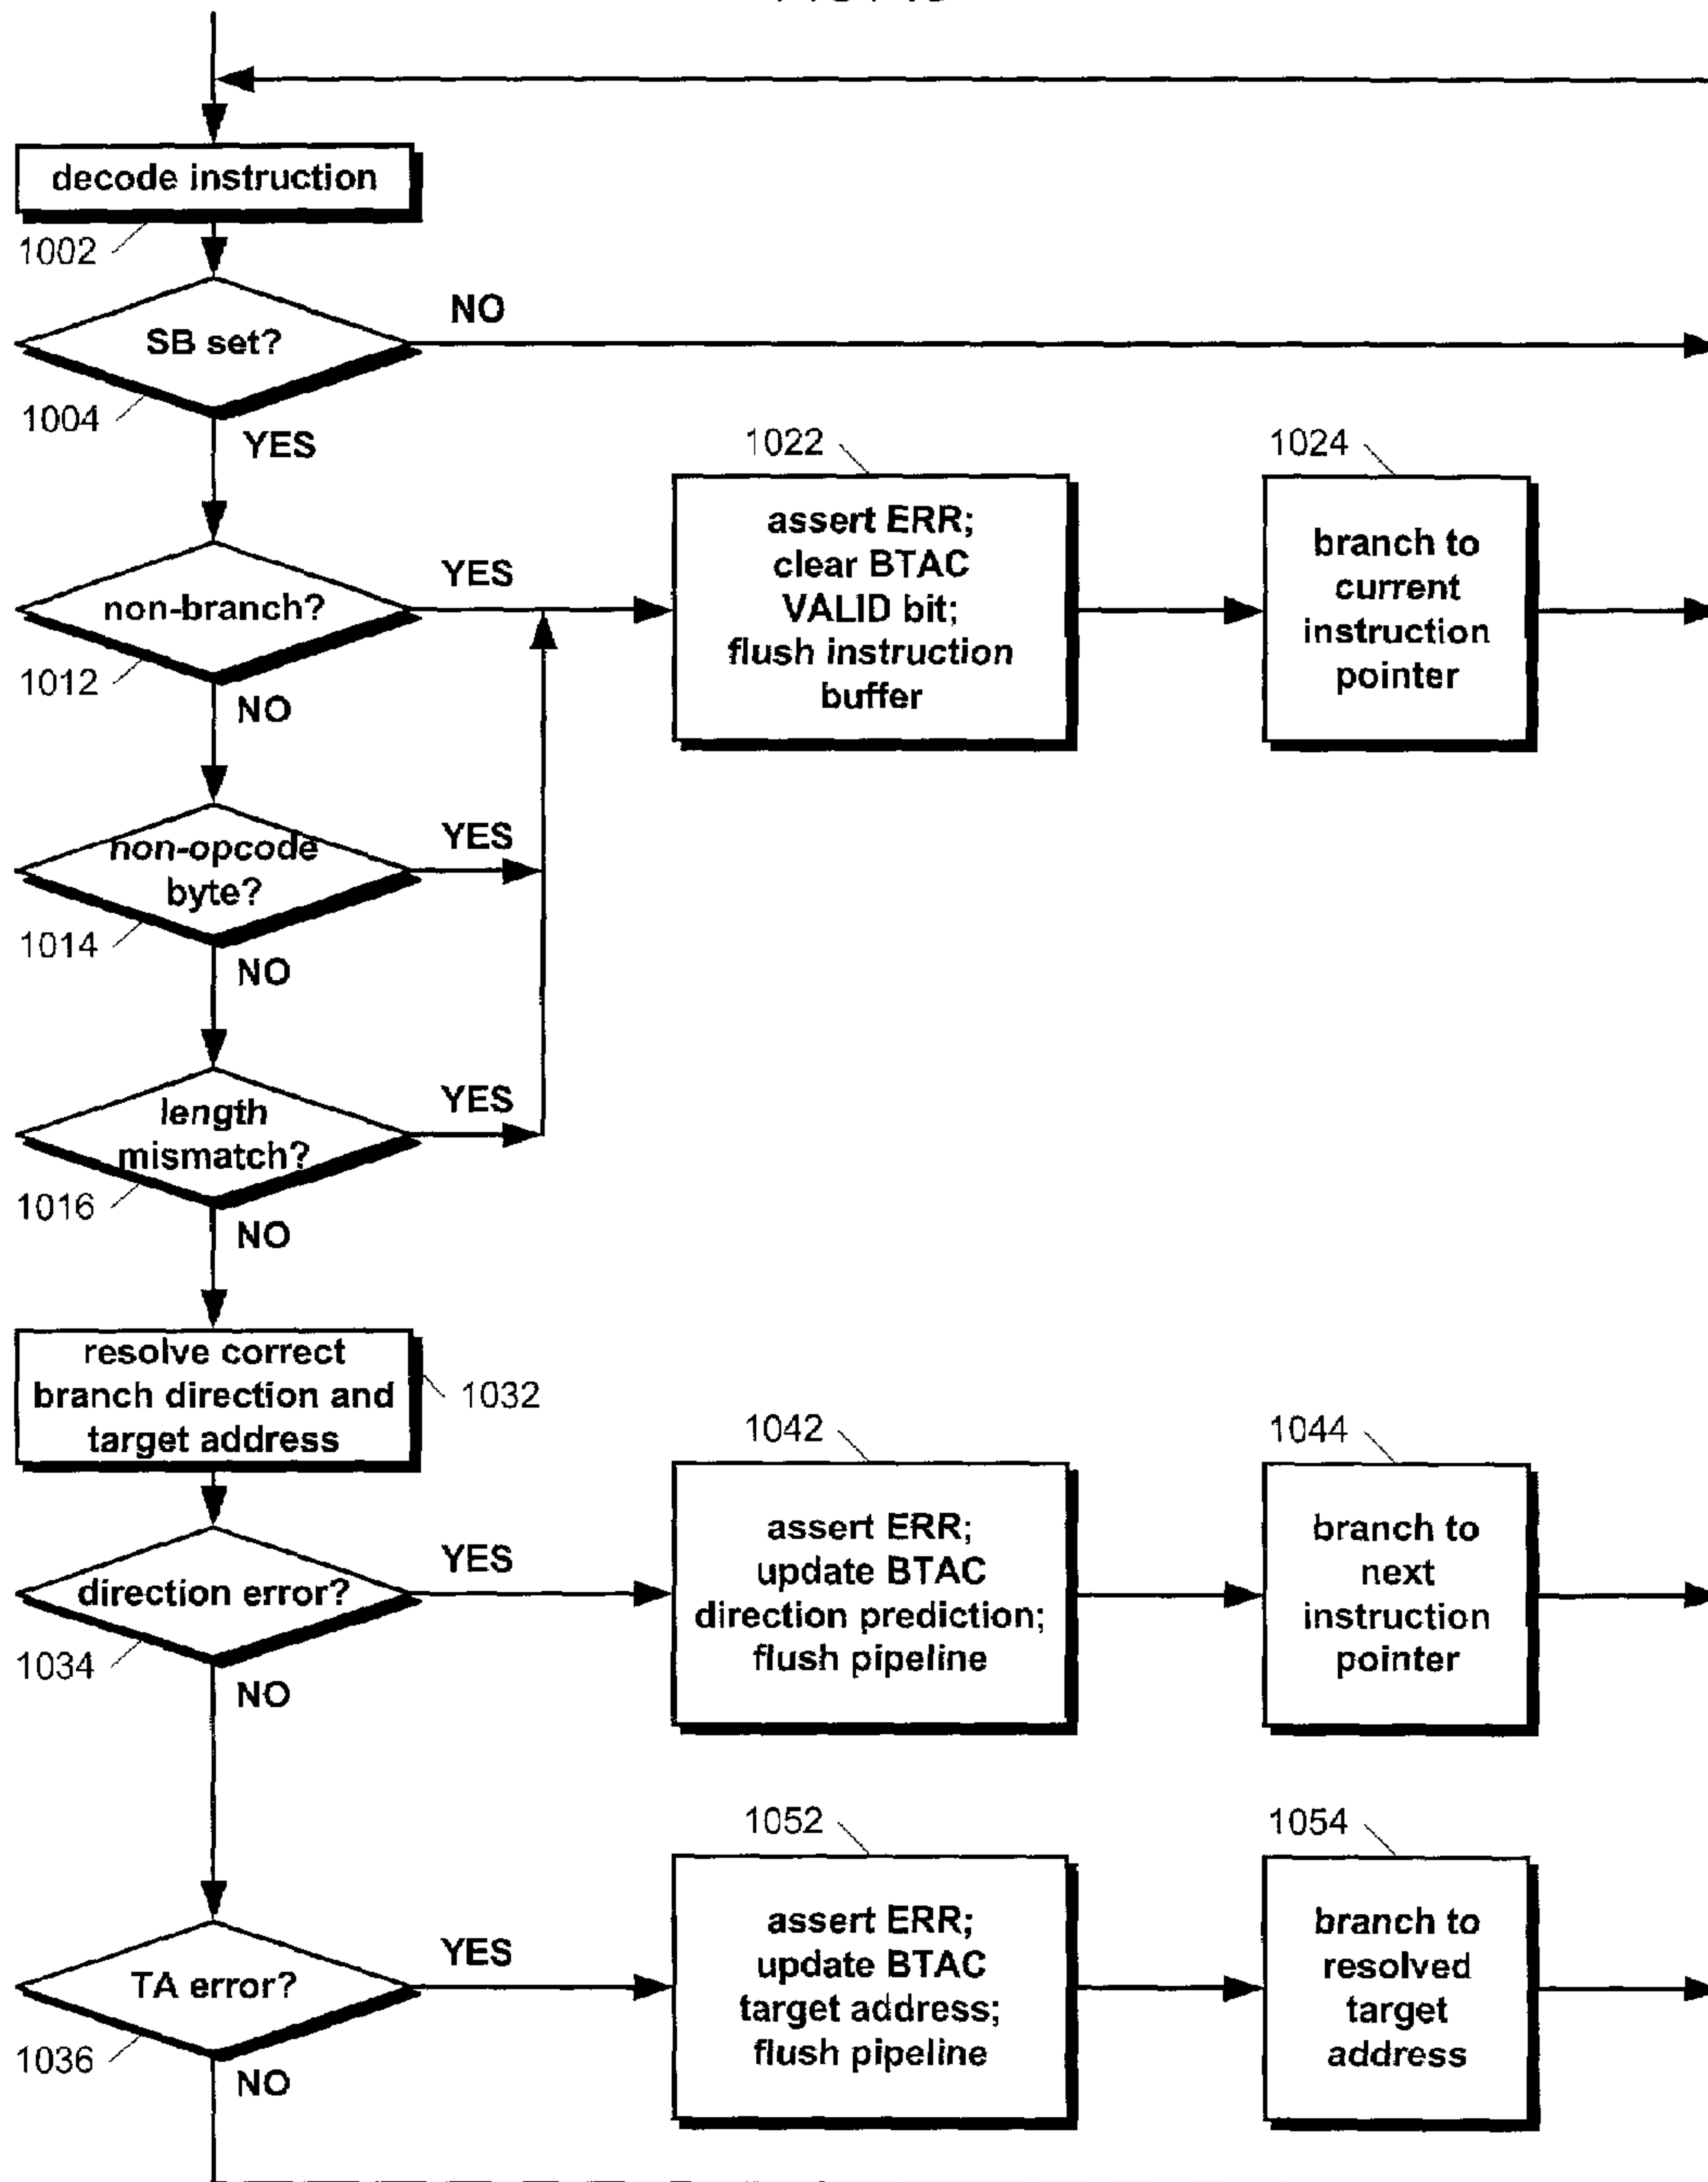 decode instruction
1002
SB set?
NO
1004
YES
1022
1024
non-branch?
YES
assert ERR;
clear BTAC
VALID bit;
flush instruction
buffer
branch to
current
instruction
pointer
1012
NO
non-opcode
byte?
YES
1014
NO
length
mismatch?
YES
1016
NO
resolve correct
branch direction and
target address
1032
1042
1044
direction error?
YES
assert ERR;
update BTAC
direction prediction;
flush pipeline
branch to
next
instruction
pointer
1034
NO
1052
1054
TA error?
YES
assert ERR;
update BTAC
target address;
flush pipeline
branch to
resolved
target
address
1036
NO